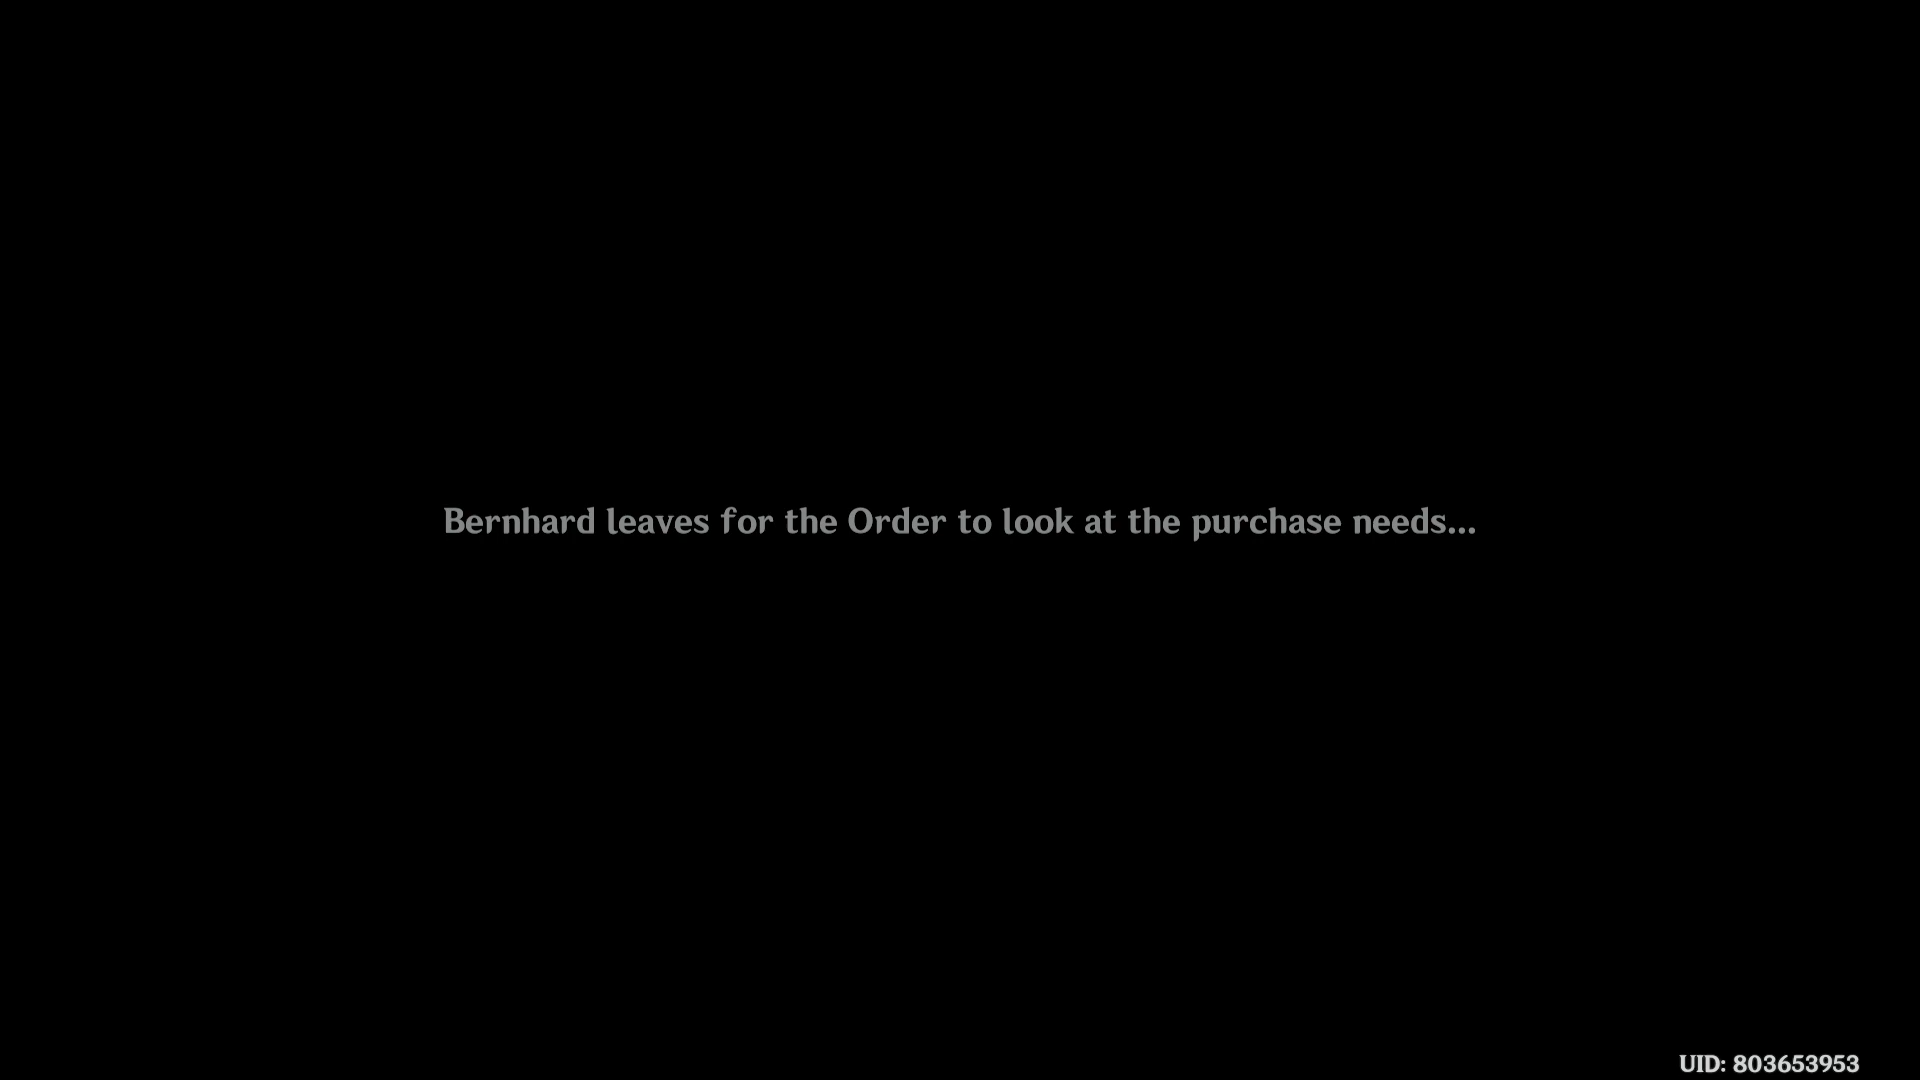 Bernhard leaves for the Order to look at the purchase needs...
UID: 803653953